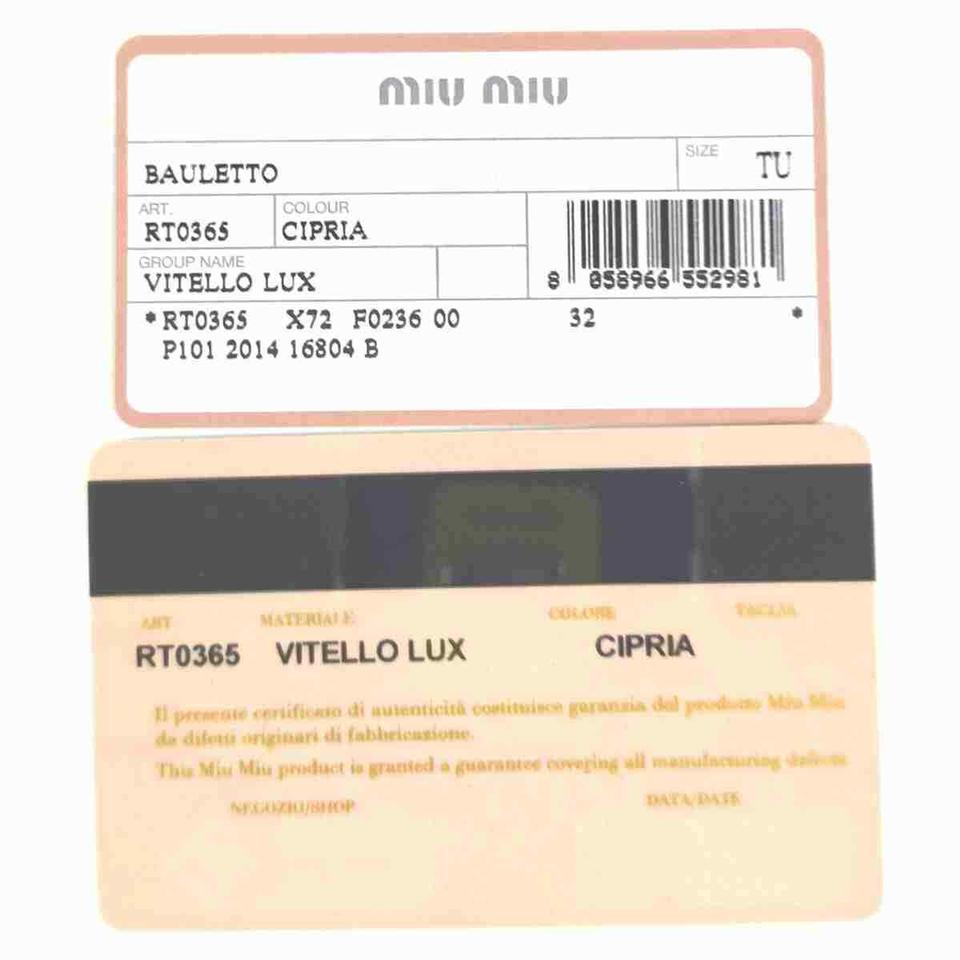 miu miu
BAULETTO
SIZE TU
ART. COLOUR
RT0365 CIPRIA
GROUP NAME
VITELLO LUX
8 058966 552981
*RT0365 X72 F0236 00 32 *
P101 2014 16804 B
ART MATERIALE COLORE TAGLIA
RT0365 VITELLO LUX CIPRIA
Il presente certificato di autenticità costituisce garanzia del prodotto Miu Miu
da difetti originari di fabbricazione.
This Miu Miu product is granted a guarantee covering all manufacturing defects
NEGOZIO/SHOP DATA/DATE